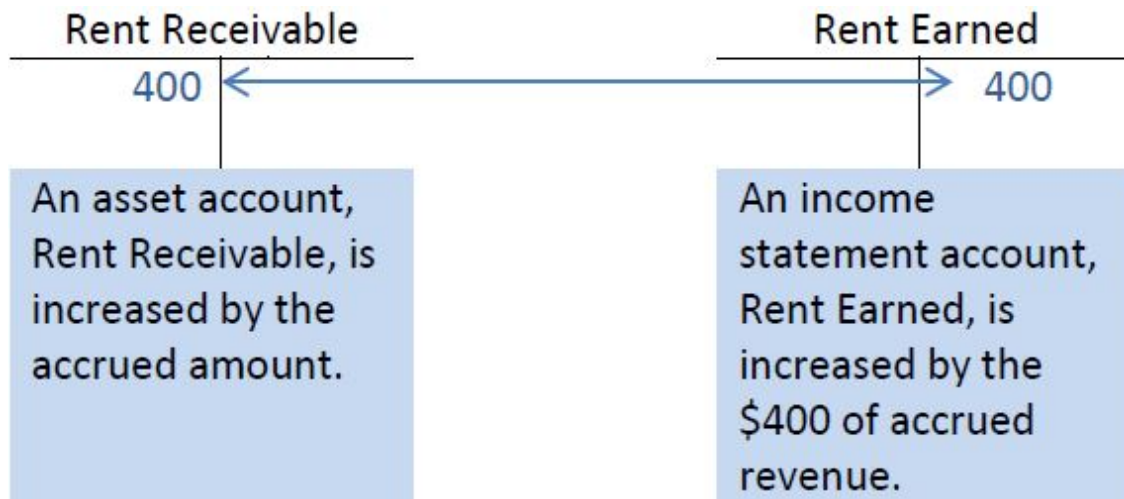 Rent Receivable
Rent Earned
400
400
An asset account,
Rent Receivable, is
increased by the
accrued amount.
An income
statement account,
Rent Earned, is
increased by the
$400 of accrued
revenue.